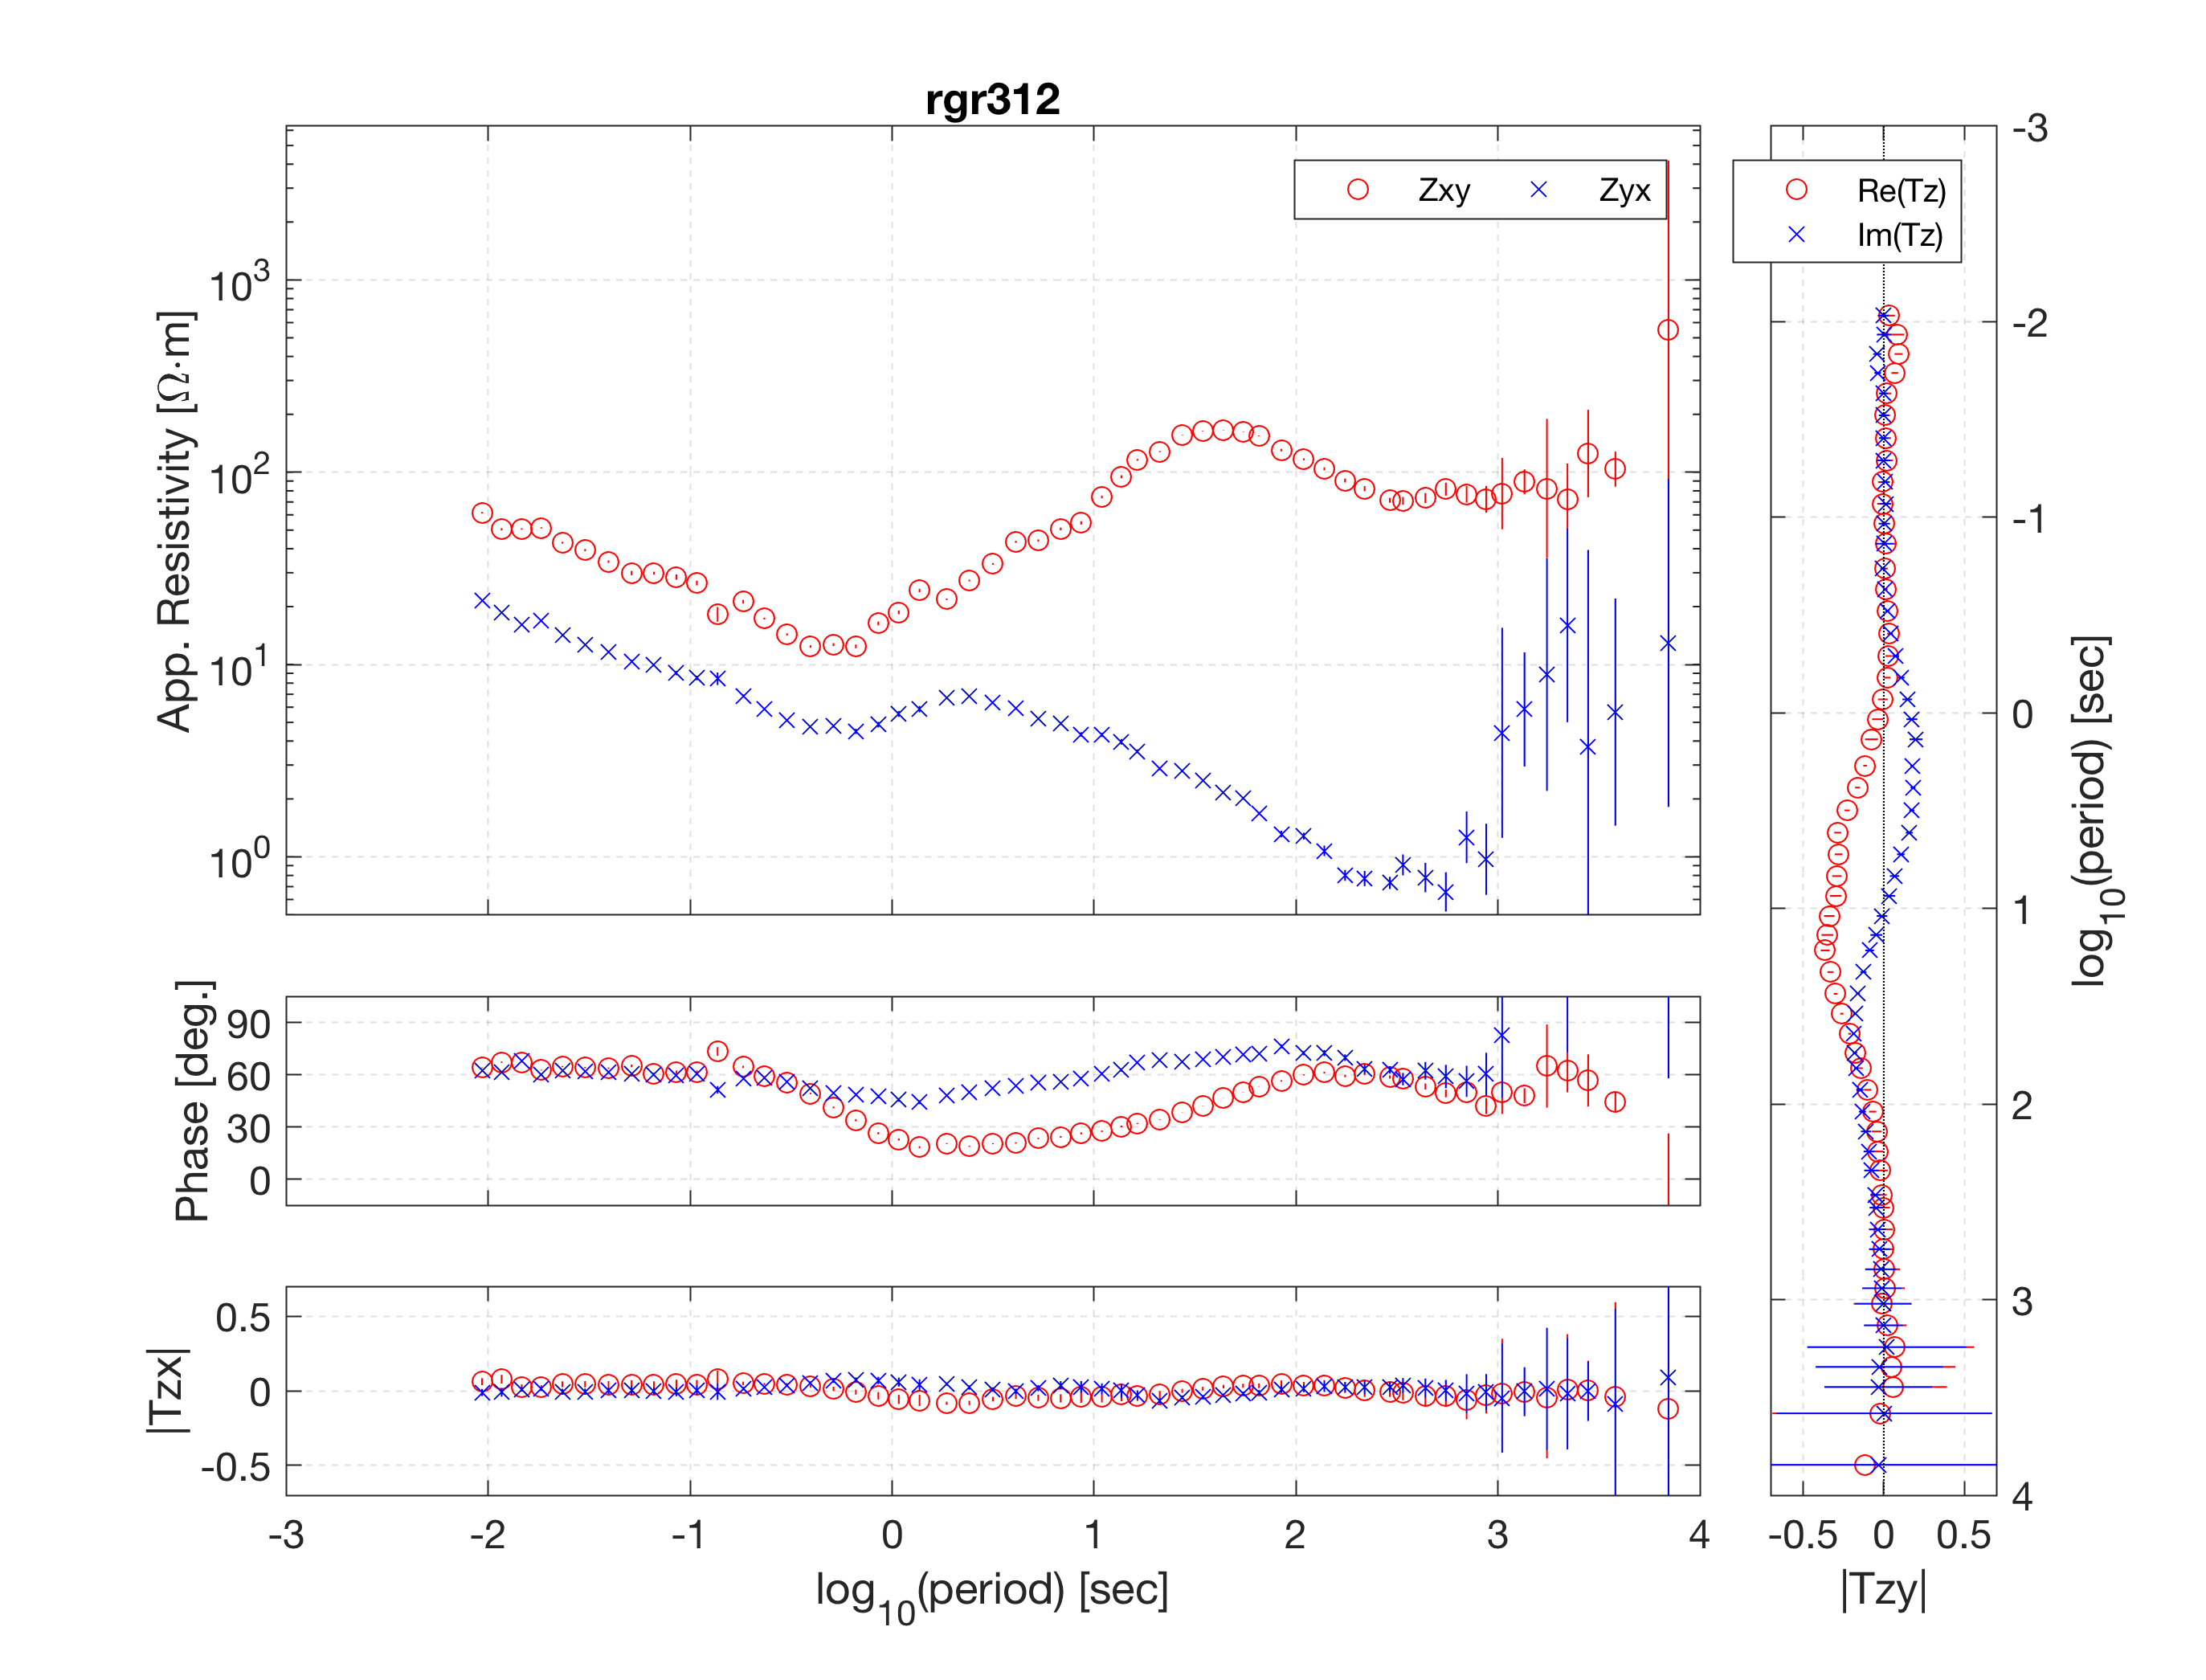 rgr312
Zxy
Zyx
Re(Tz)
Im(Tz)
App. Resistivity [Ω·m]
10^3
10^2
10^1
10^0
Phase [deg.]
90
60
30
0
|Tzx|
0.5
0
-0.5
-3 -2 -1 0 1 2 3 4
log10(period) [sec]
-3
-2
-1
0
1
2
3
4
log10(period) [sec]
-0.5 0 0.5
|Tzy|